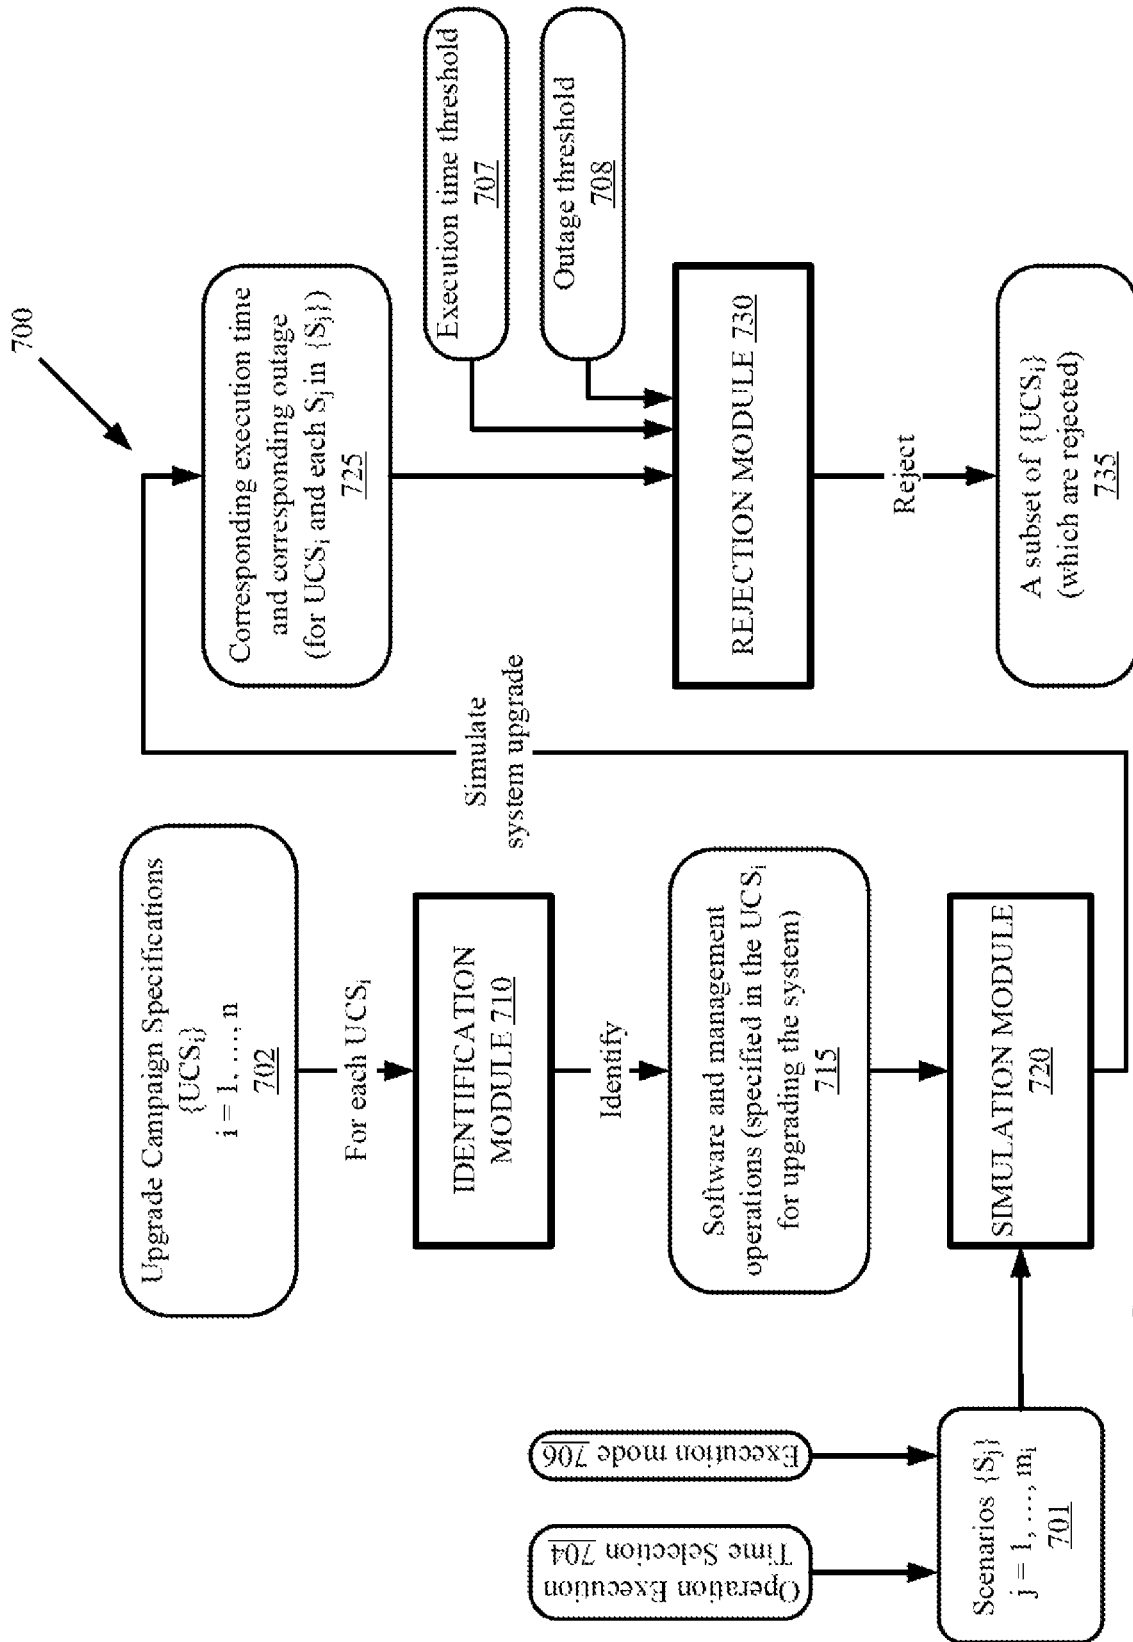 700
Upgrade Campaign Specifications
{UCSi}
i = 1, ..., n
702
For each UCSi
IDENTIFICATION
MODULE 710
Identify
Software and management
operations (specified in the UCSi
for upgrading the system)
715
Operation Execution
Time Selection 704
Execution mode 706
Scenarios {Sj}
j = 1, ..., mi
701
SIMULATION MODULE
720
Simulate
system upgrade
Corresponding execution time
and corresponding outage
(for UCSi and each Sj in {Sj})
725
Execution time threshold
707
Outage threshold
708
REJECTION MODULE 730
Reject
A subset of {UCSi}
(which are rejected)
735